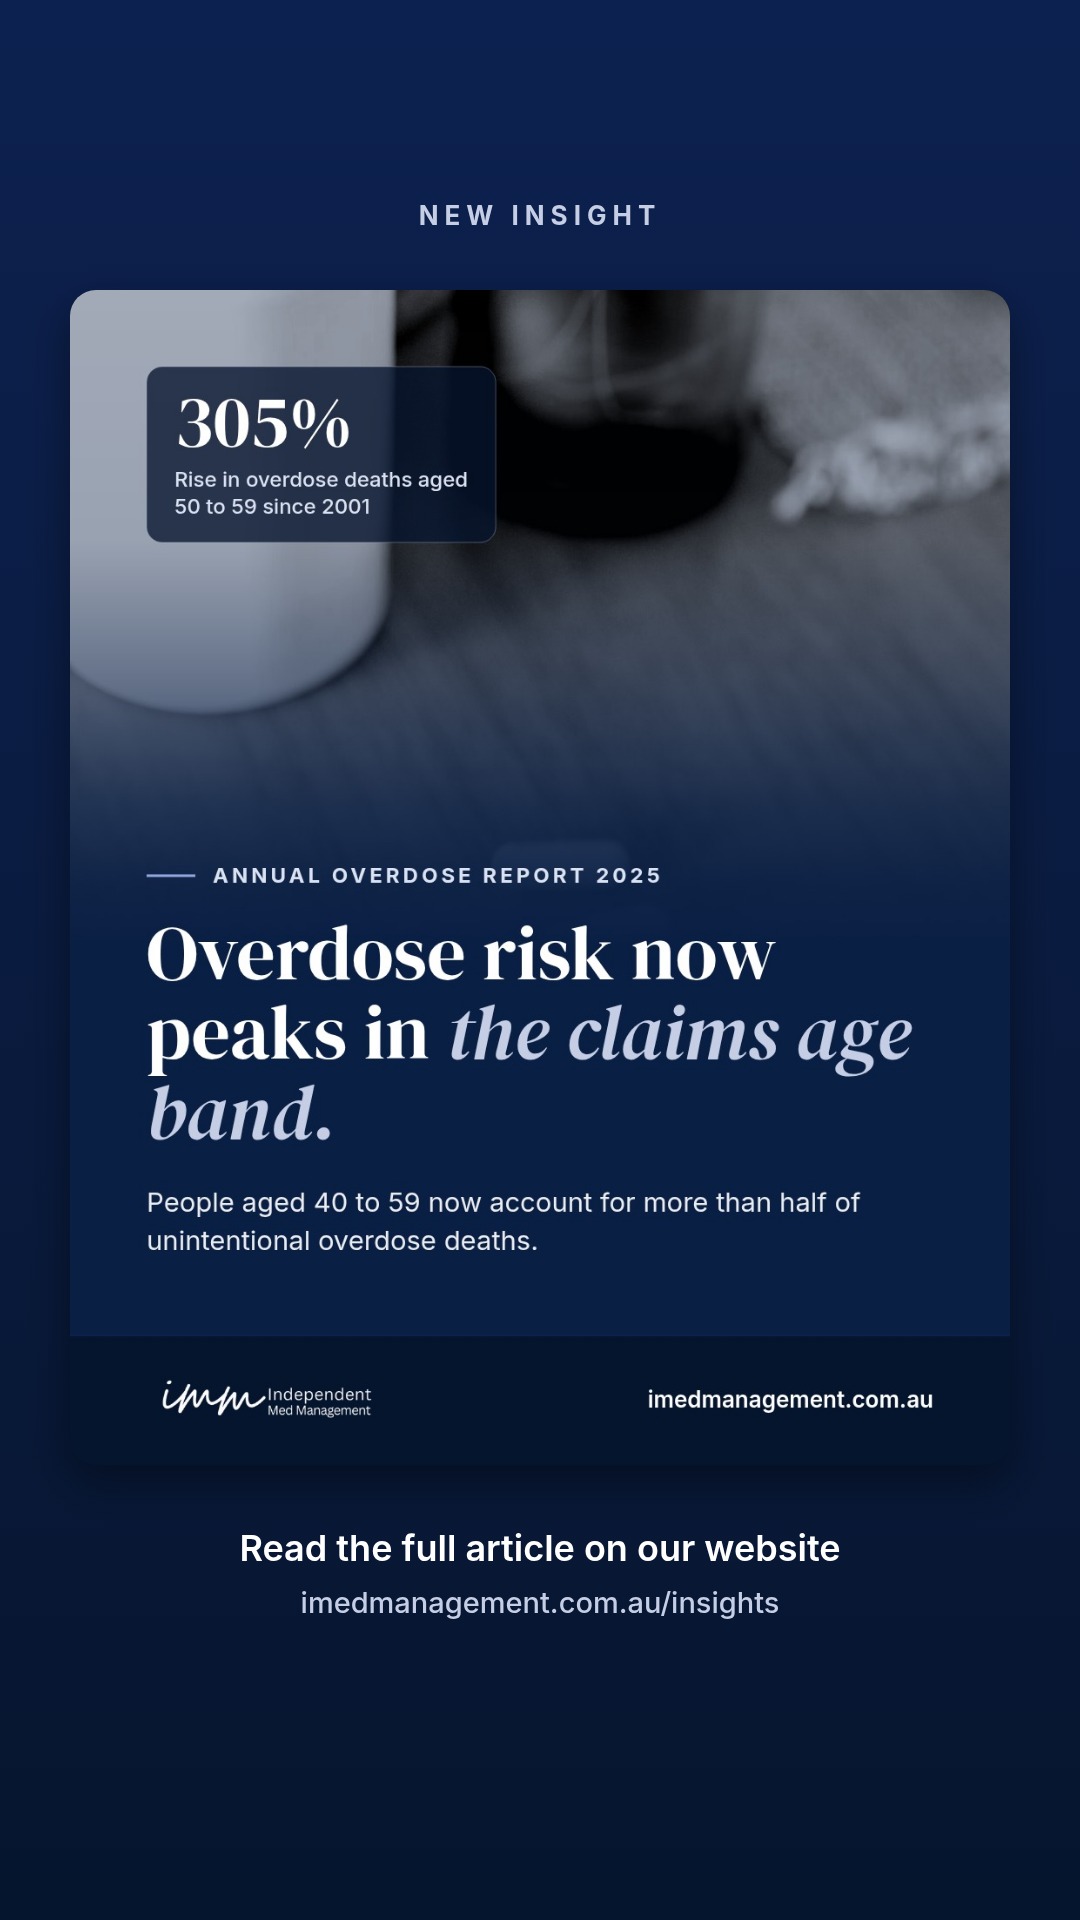 NEW INSIGHT
305%
Rise in overdose deaths aged
50 to 59 since 2001
ANNUAL OVERDOSE REPORT 2025
Overdose risk now
peaks in the claims age
band.
People aged 40 to 59 now account for more than half of
unintentional overdose deaths.
imm Independent
Med Management
imedmanagement.com.au
Read the full article on our website
imedmanagement.com.au/insights